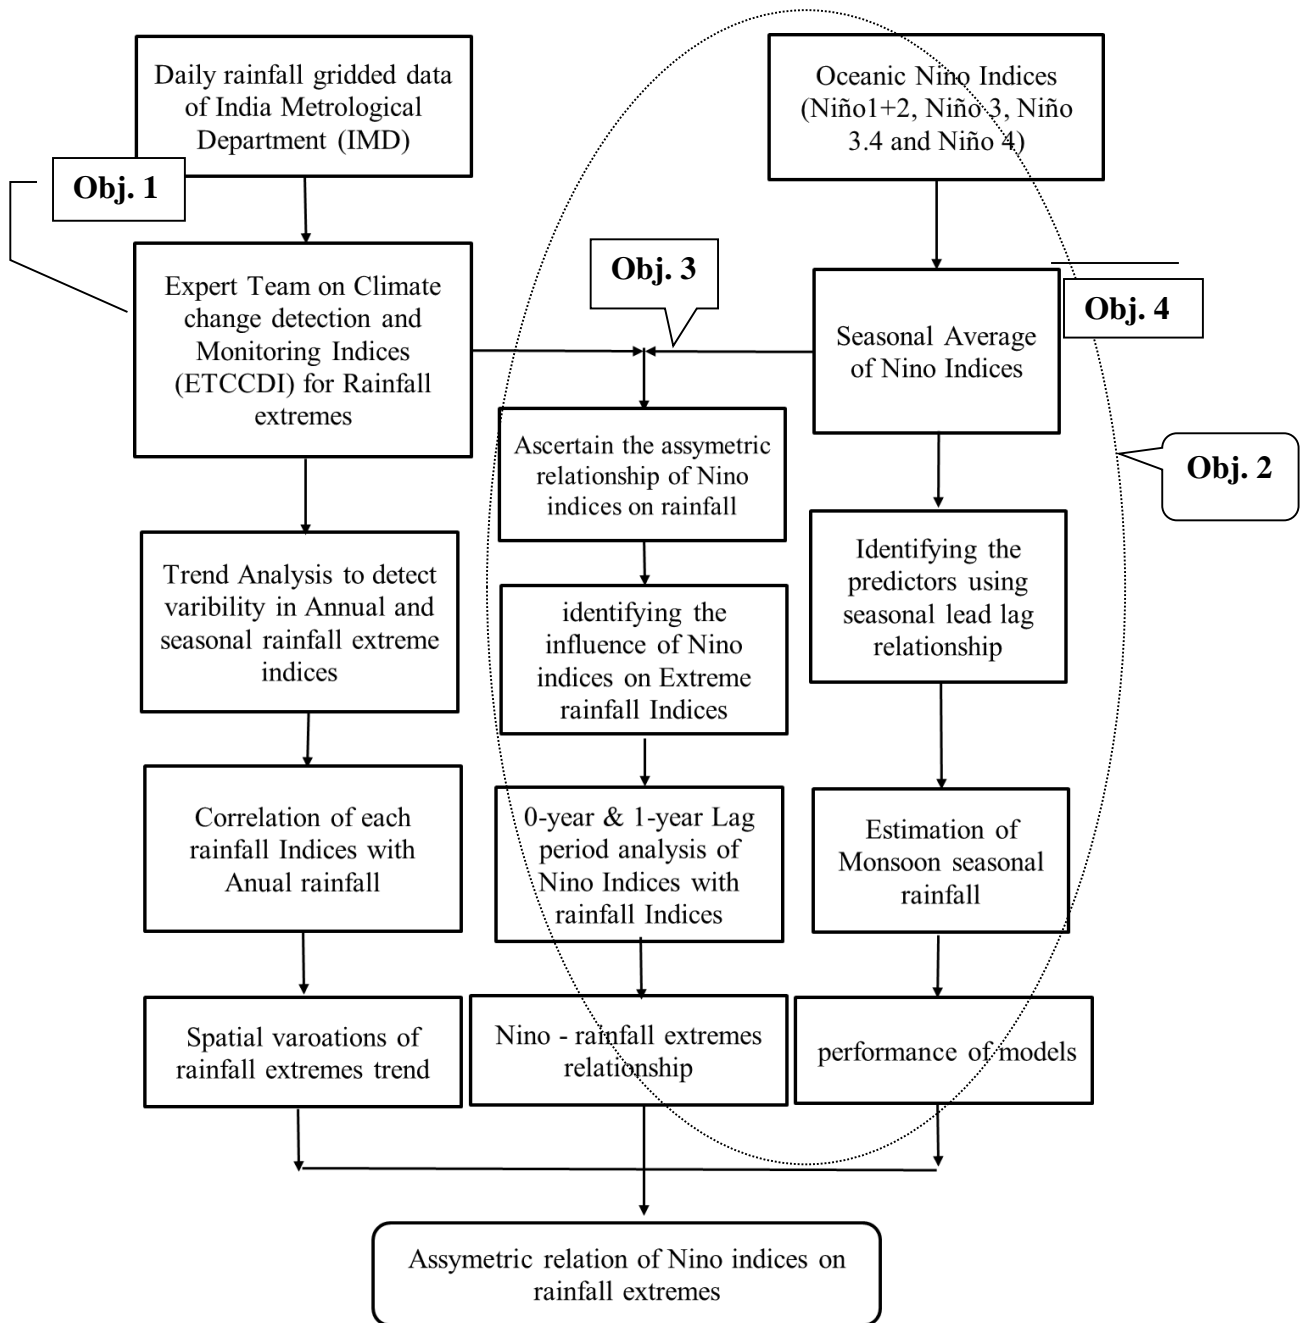 Daily rainfall gridded data
of India Metrological
Department (IMD)
Obj. 1
Expert Team on Climate
change detection and
Monitoring Indices
(ETCCDI) for Rainfall
extremes
Trend Analysis to detect
varibility in Annual and
seasonal rainfall extreme
indices
Correlation of each
rainfall Indices with
Anual rainfall
Spatial varoations of
rainfall extremes trend
Obj. 3
Ascertain the assymetric
relationship of Nino
indices on rainfall
identifying the
influence of Nino
indices on Extreme
rainfall Indices
0-year & 1-year Lag
period analysis of
Nino Indices with
rainfall Indices
Nino - rainfall extremes
relationship
Oceanic Nino Indices
(Niño1+2, Niño 3, Niño
3.4 and Niño 4)
Obj. 4
Seasonal Average
of Nino Indices
Obj. 2
Identifying the
predictors using
seasonal lead lag
relationship
Estimation of
Monsoon seasonal
rainfall
performance of models
Assymetric relation of Nino indices on
rainfall extremes